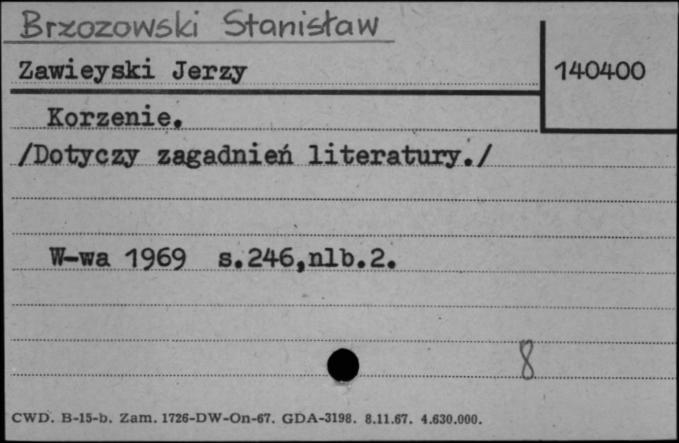 Brzozowski Stanisław
Zawieyski Jerzy
140400
Korzenie.
/Dotyczy zagadnień literatury./
W-wa 1969 s.246,nlb.2.
8
CWD. B-15-b. Zam. 1726-DW-On-67. GDA-3198. 8.11.67. 4.630.000.